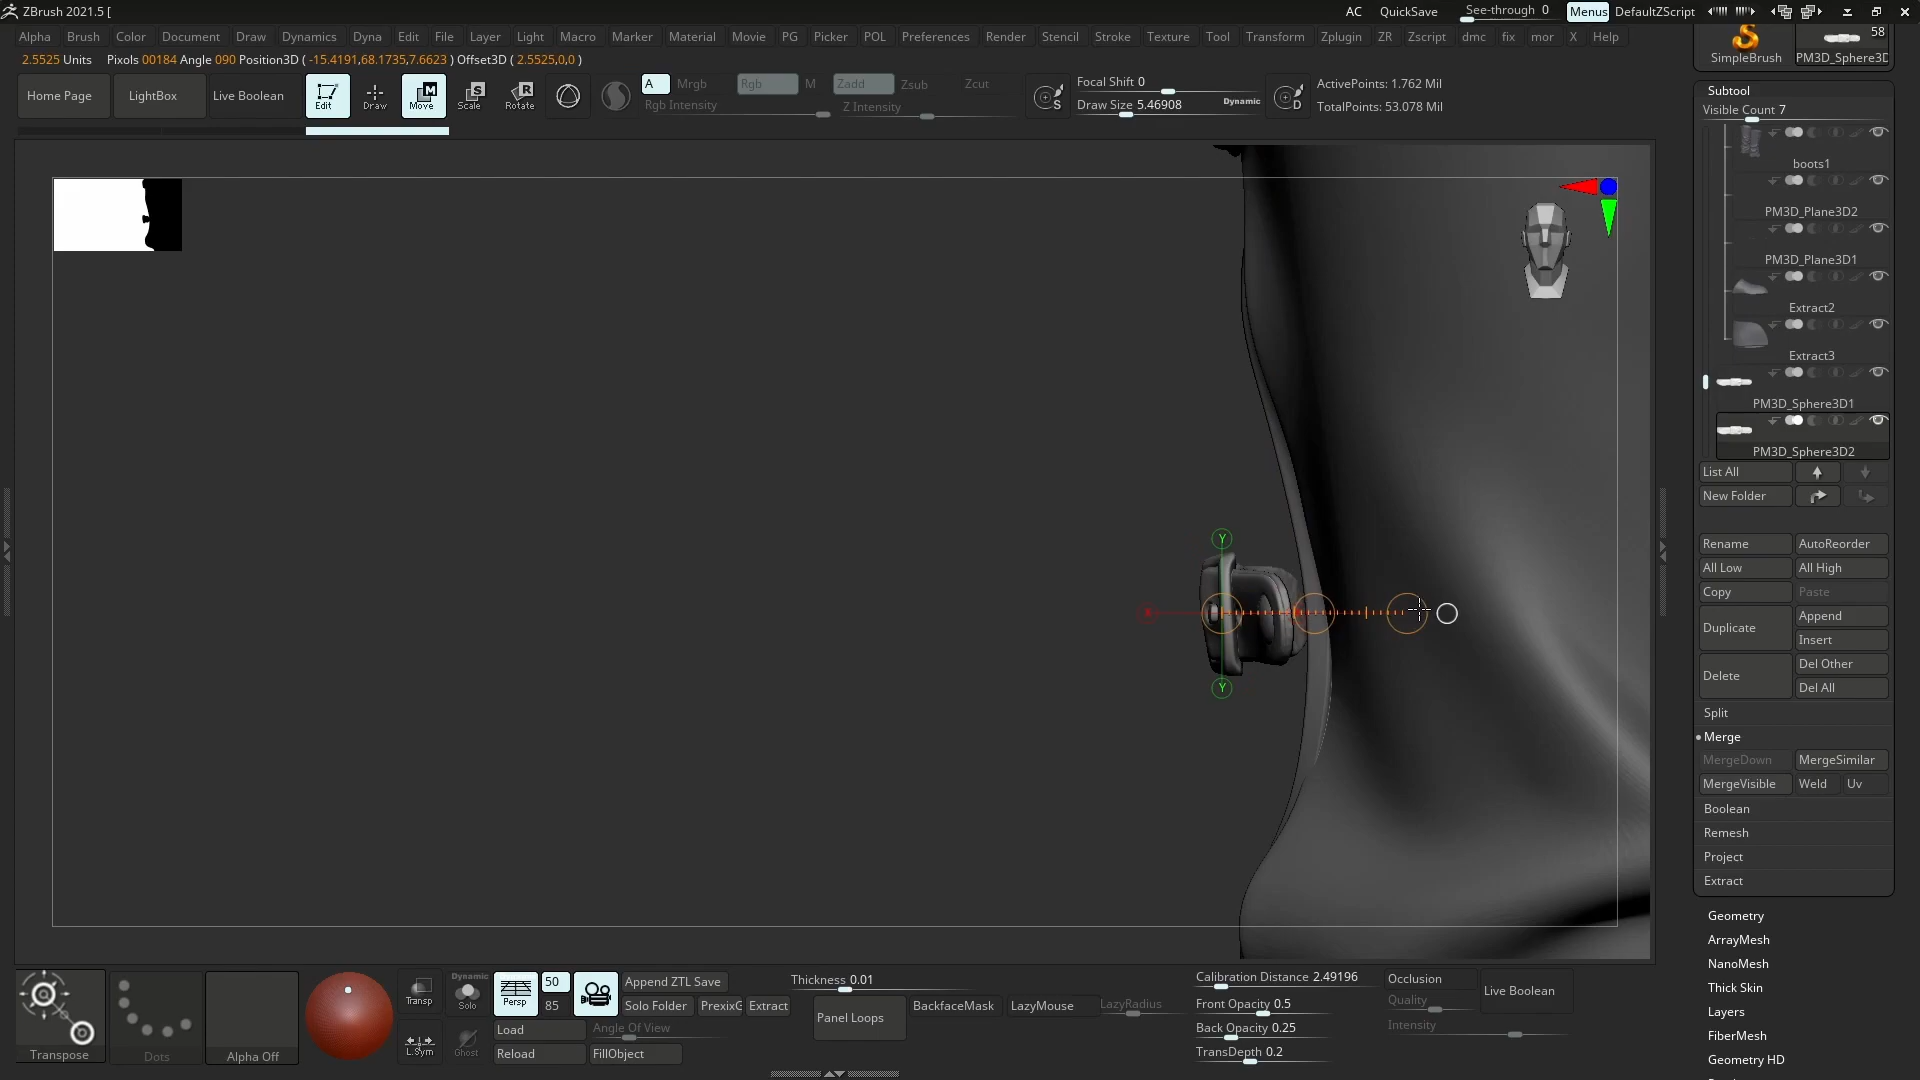 ZBrush 2021.5 [
AC QuickSave See-through 0 Menus DefaultZScript
Alpha Brush Color Document Draw Dynamics Dyna Edit File Layer Light Macro Marker Material Movie PG Picker POL Preferences Render Stencil Stroke Texture Tool Transform Zplugin ZR Zscript dmc fix mor X Help
2.5525 Units Pixols 00184 Angle 090 Position3D ( -15.4191,68.1735,7.6623 ) Offset3D ( 2.5525,0,0 )
Home Page LightBox Live Boolean Edit Draw Move Scale Rotate
A Mrgb Rgb M Zadd Zsub Zcut
Rgb Intensity Z Intensity
Focal Shift 0
Draw Size 5.46908 Dynamic
S D
ActivePoints: 1.762 Mil
TotalPoints: 53.078 Mil
58
SimpleBrush PM3D_Sphere3D
Subtool
Visible Count 7
boots1
PM3D_Plane3D2
PM3D_Plane3D1
Extract2
Extract3
PM3D_Sphere3D1
PM3D_Sphere3D2
List All
New Folder
Rename AutoReorder
All Low All High
Copy Paste
Duplicate Append
Insert
Delete Del Other
Del All
Split
Merge
MergeDown MergeSimilar
MergeVisible Weld Uv
Boolean
Remesh
Project
Extract
Geometry
ArrayMesh
NanoMesh
Thick Skin
Layers
FiberMesh
Geometry HD
Y
Y
Transpose
Dots
Alpha Off
Transp
L.Sym
Dynamic
Solo
Ghost
Persp
50
85
Append ZTL Save
Solo Folder PrexixG Extract
Load Angle Of View
Reload FillObject
Thickness 0.01
Panel Loops BackfaceMask LazyMouse LazyRadius
Calibration Distance 2.49196
Front Opacity 0.5
Back Opacity 0.25
TransDepth 0.2
Occlusion
Quality
Intensity
Live Boolean